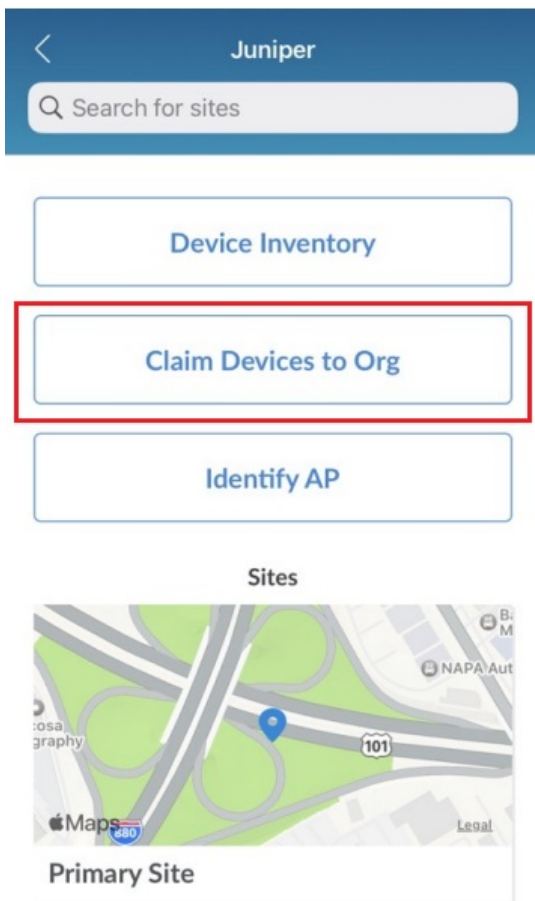 Juniper
Search for sites
Device Inventory
Claim Devices to Org
Identify AP
Sites
NAPA Aut
graphy
101
Maps
880
Legal
Primary Site